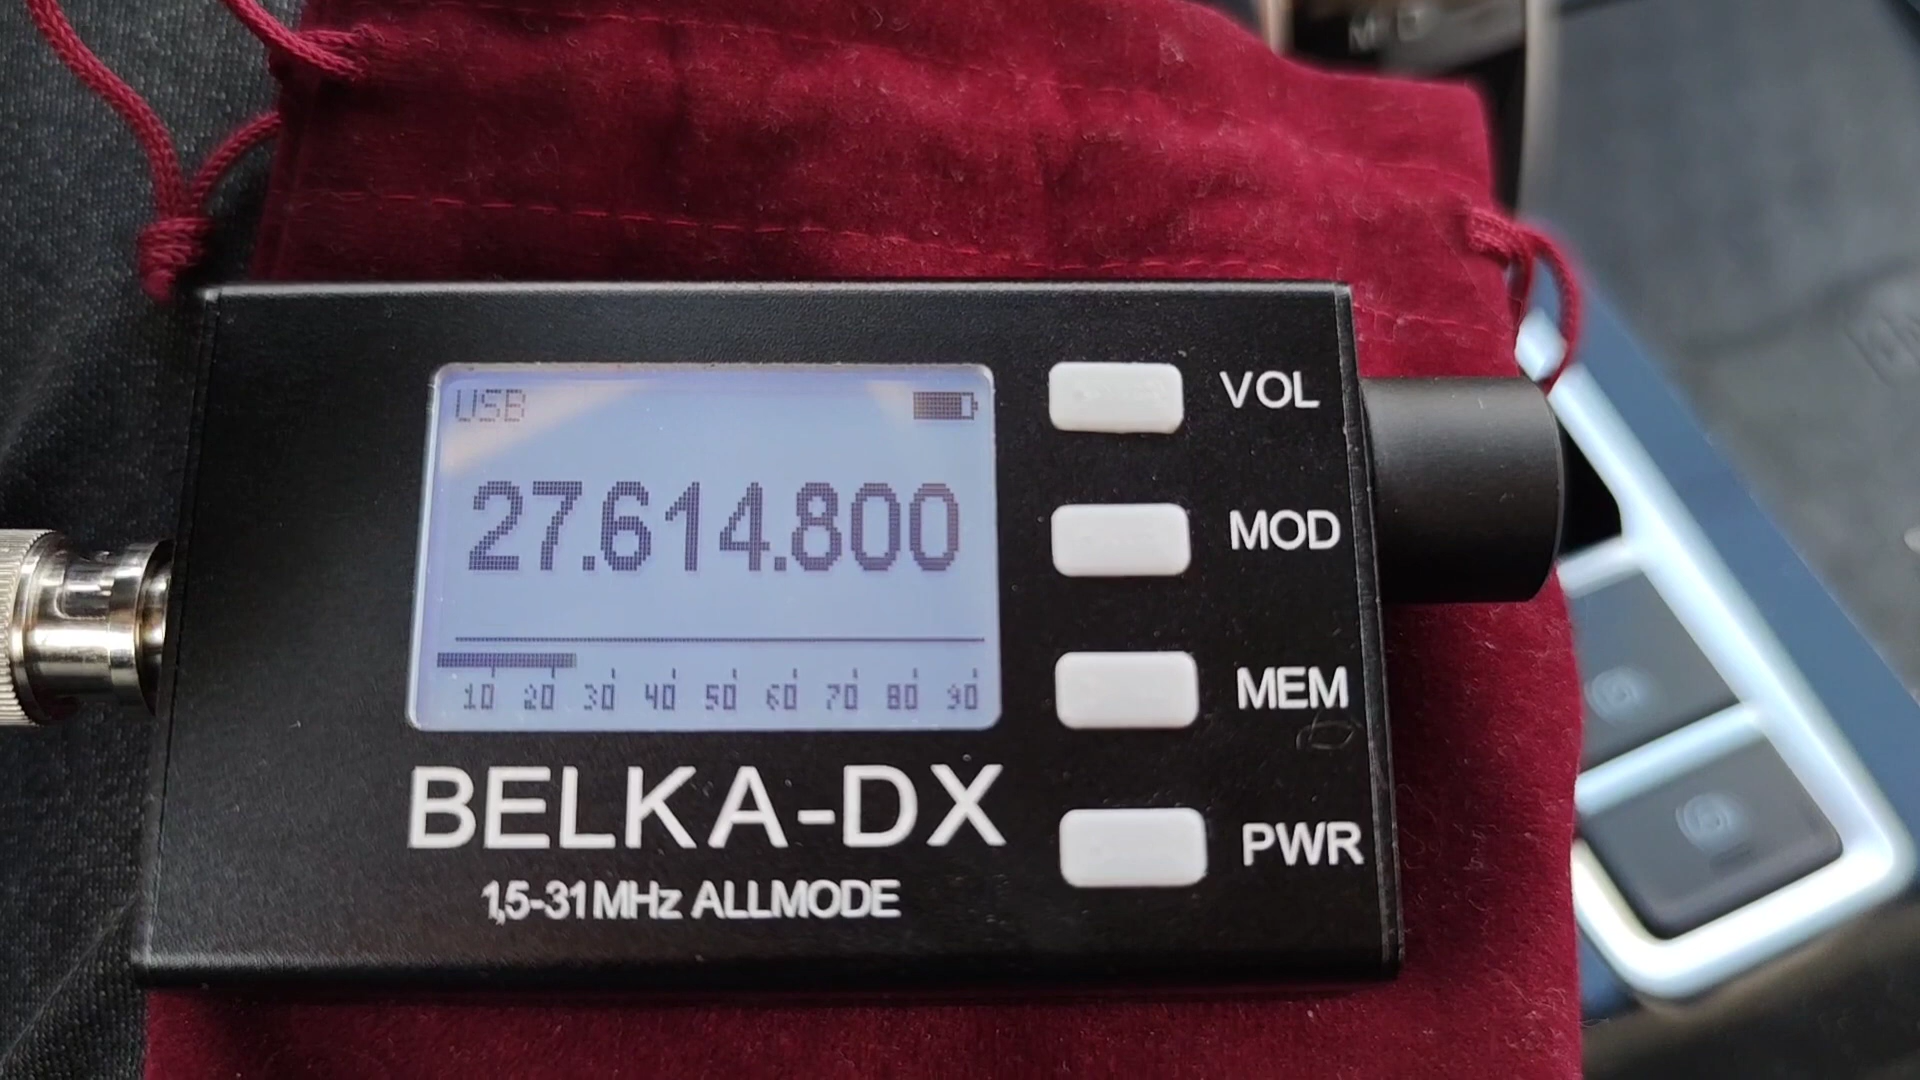 USB
27.614.800
10 20 30 40 50 60 70 80 90
VOL
MOD
MEM
PWR
BELKA-DX
1,5-31MHz ALLMODE